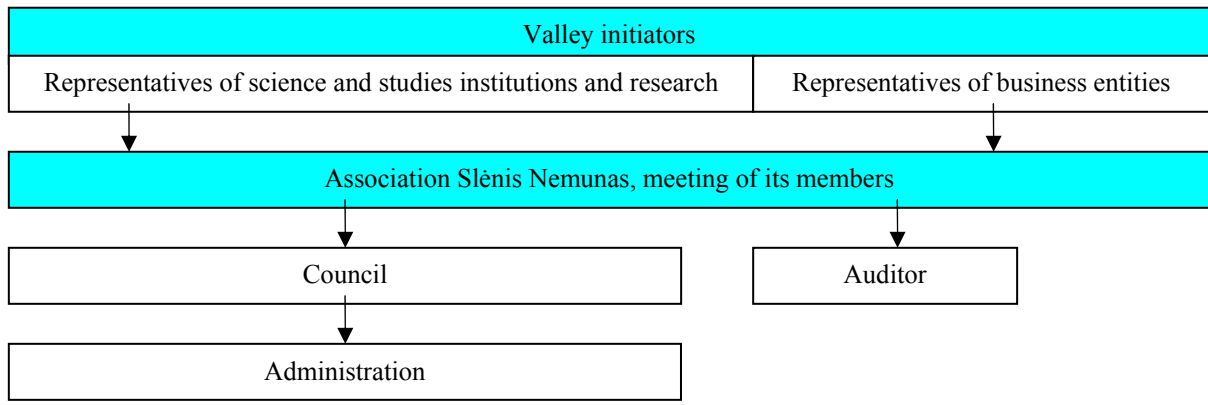 Valley initiators
Representatives of science and studies institutions and research
Representatives of business entities
Association Slėnis Nemunas, meeting of its members
Council
Auditor
Administration